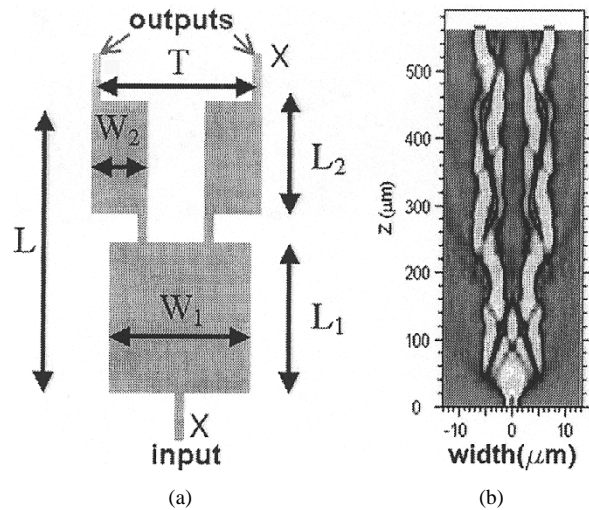 outputs
T
X
W2
L2
L
W1
L1
X
input
(a)
500
400
300
200
100
0
z (μm)
-10 0 10
width(μm)
(b)